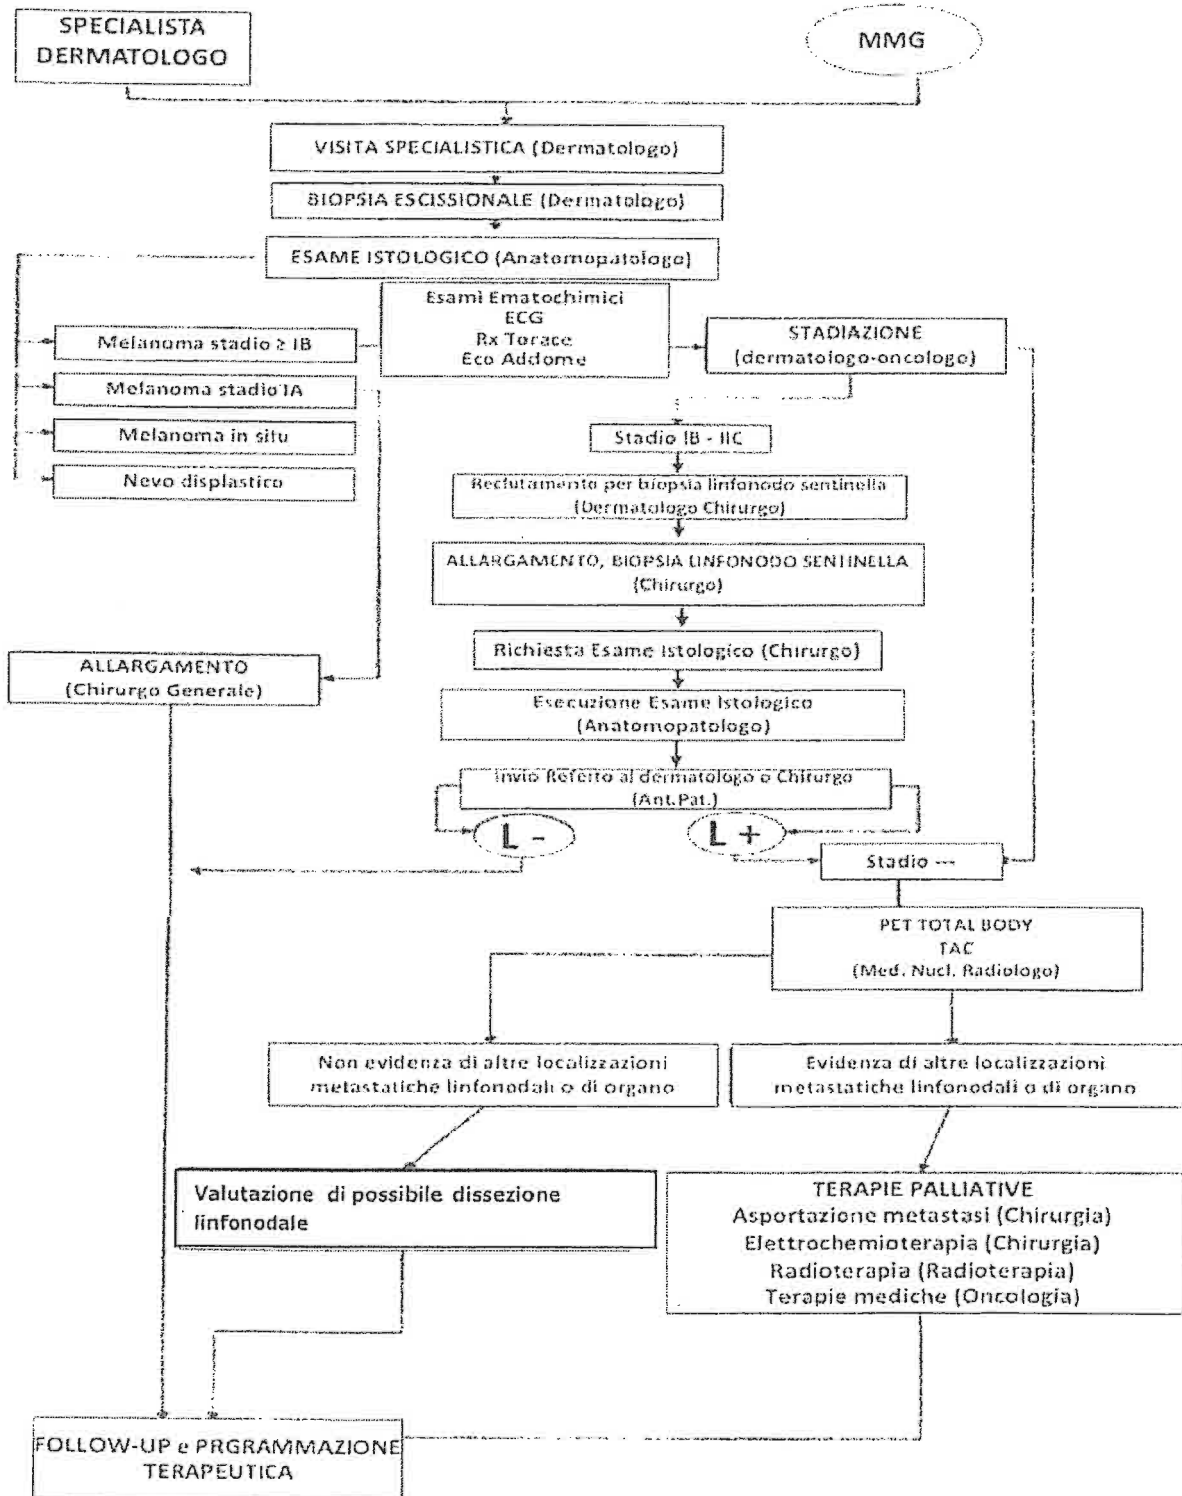 SPECIALISTA
DERMATOLOGO
MMG
VISITA SPECIALISTICA (Dermatologo)
BIOPSIA ESCISSIONALE (Dermatologo)
ESAME ISTOLOGICO (Anatomopatologo)
Esami Ematochimici
ECG
Rx Torace
Eco Addome
Melanoma stadio ≥ IB
Melanoma stadio IA
Melanoma in situ
Nevo displastico
STADIAZIONE
(dermatologo-oncologo)
Stadio IB - IIC
Reclutamento per biopsia linfonodo sentinella
(Dermatologo Chirurgo)
ALLARGAMENTO, BIOPSIA LINFONODO SENTINELLA
(Chirurgo)
Richiesta Esame Istologico (Chirurgo)
ALLARGAMENTO
(Chirurgo Generale)
Esecuzione Esame Istologico
(Anatomopatologo)
Invio Referto al dermatologo o Chirurgo
(Ant.Pat.)
L -
L +
Stadio ---
PET TOTAL BODY
TAC
(Med. Nucl. Radiologo)
Non evidenza di altre localizzazioni
metastatiche linfonodali o di organo
Evidenza di altre localizzazioni
metastatiche linfonodali o di organo
Valutazione di possibile dissezione
linfonodale
TERAPIE PALLIATIVE
Asportazione metastasi (Chirurgia)
Elettrochemioterapia (Chirurgia)
Radioterapia (Radioterapia)
Terapie mediche (Oncologia)
FOLLOW-UP e PRGRAMMAZIONE
TERAPEUTICA